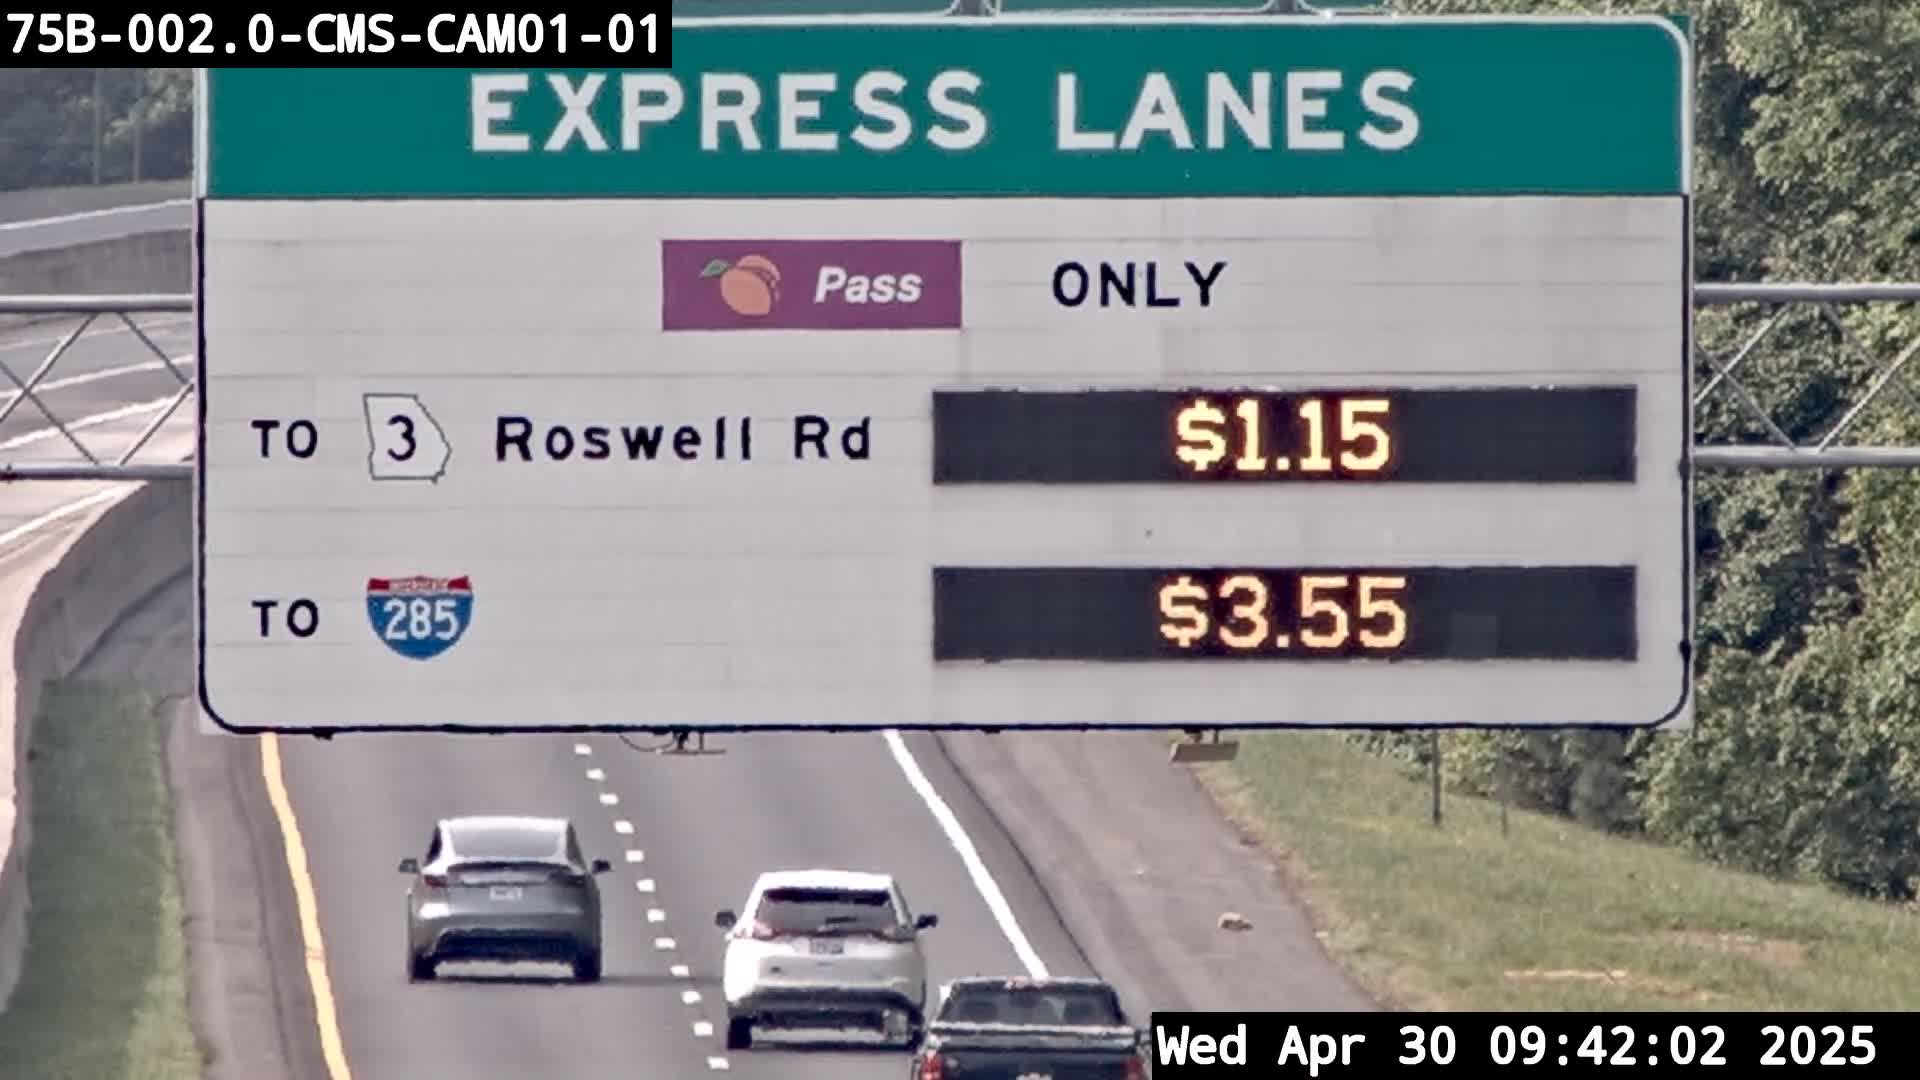 75B-002.0-CMS-CAM01-01
EXPRESS LANES
Pass ONLY
TO 3 Roswell Rd $1.15
TO INTERSTATE 285 $3.55
Wed Apr 30 09:42:02 2025